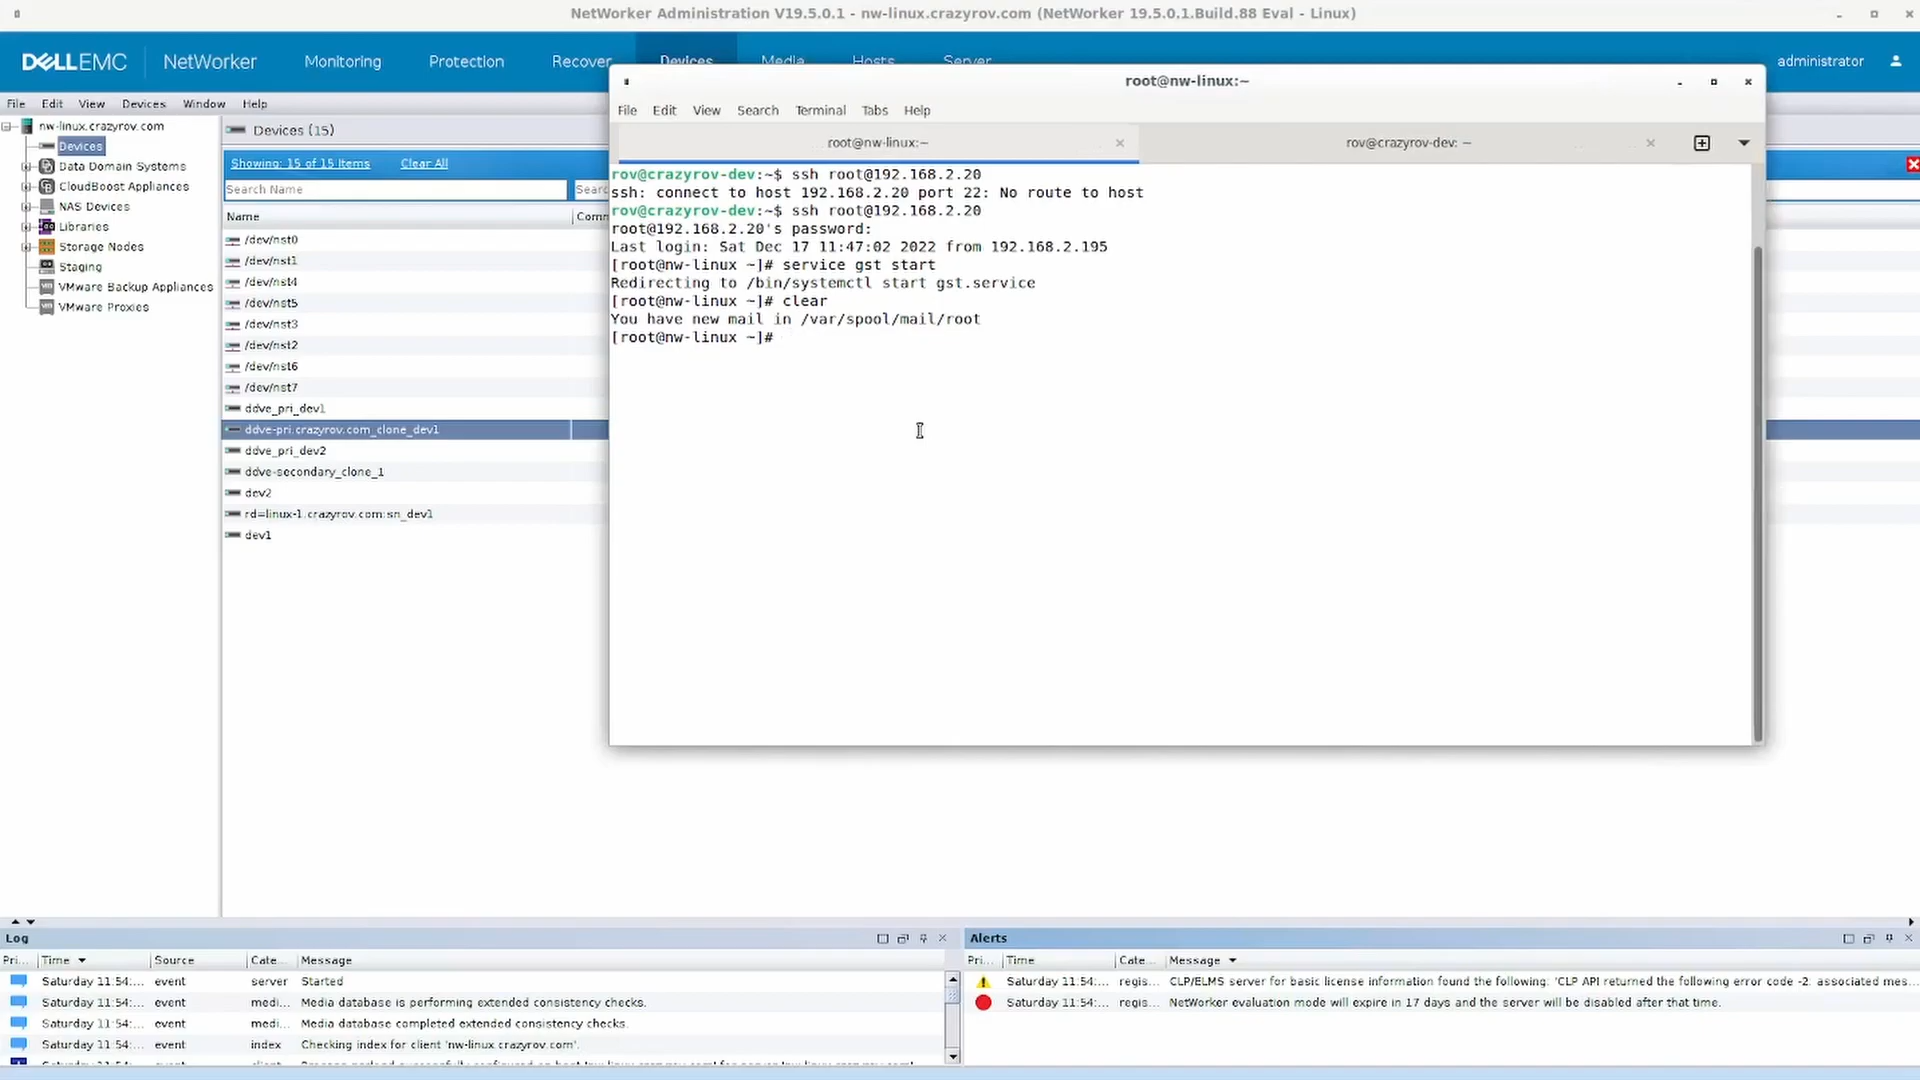 NetWorker Administration V19.5.0.1 - nw-linux.crazyrov.com (NetWorker 19.5.0.1.Build.88 Eval - Linux)
DELLEMC NetWorker Monitoring Protection Recover Devices Media Hosts Server administrator
File Edit View Devices Window Help
nw-linux.crazyrov.com
Devices
Data Domain Systems
CloudBoost Appliances
NAS Devices
Libraries
Storage Nodes
Staging
VMware Backup Appliances
VMware Proxies
Devices (15)
Showing: 15 of 15 Items Clear All
Search Name Searc
Name Comm
/dev/nst0
/dev/nst1
/dev/nst4
/dev/nst5
/dev/nst3
/dev/nst2
/dev/nst6
/dev/nst7
ddve_pri_dev1
ddve-pri.crazyrov.com_clone_dev1
ddve_pri_dev2
ddve-secondary_clone_1
dev2
rd=linux-1.crazyrov.com:sn_dev1
dev1
root@nw-linux:~
File Edit View Search Terminal Tabs Help
root@nw-linux:~ rov@crazyrov-dev: ~
rov@crazyrov-dev:~$ ssh root@192.168.2.20
ssh: connect to host 192.168.2.20 port 22: No route to host
rov@crazyrov-dev:~$ ssh root@192.168.2.20
root@192.168.2.20's password:
Last login: Sat Dec 17 11:47:02 2022 from 192.168.2.195
[root@nw-linux ~]# service gst start
Redirecting to /bin/systemctl start gst.service
[root@nw-linux ~]# clear
You have new mail in /var/spool/mail/root
[root@nw-linux ~]#
Log
Pri... Time Source Cate... Message
Saturday 11:54:... event server Started
Saturday 11:54:... event medi... Media database is performing extended consistency checks.
Saturday 11:54:... event medi... Media database completed extended consistency checks.
Saturday 11:54:... event index Checking index for client 'nw-linux.crazyrov.com'.
Alerts
Pri... Time Cate... Message
Saturday 11:54:... regis... CLP/ELMS server for basic license information found the following: 'CLP API returned the following error code -2: associated mes...
Saturday 11:54:... regis... NetWorker evaluation mode will expire in 17 days and the server will be disabled after that time.